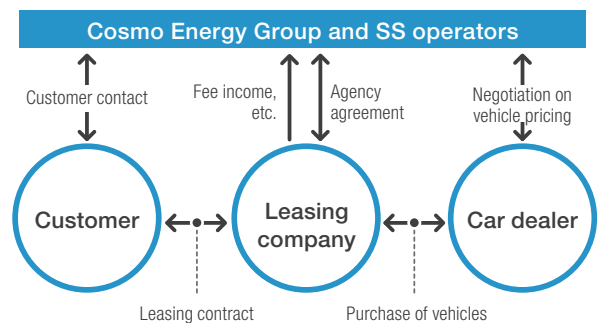 Cosmo Energy Group and SS operators
Customer contact
Fee income,
etc.
Agency
agreement
Negotiation on
vehicle pricing
Customer
Leasing
company
Car dealer
Leasing contract
Purchase of vehicles